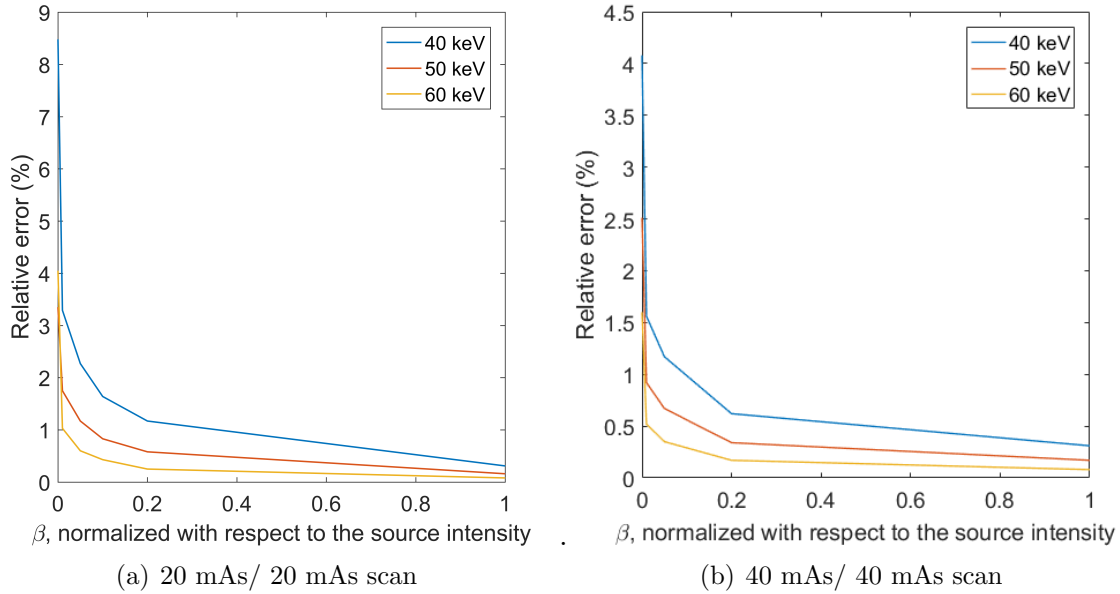 9
8
7
6
5
4
3
2
1
0
Relative error (%)
40 keV
50 keV
60 keV
0 0.2 0.4 0.6 0.8 1
β, normalized with respect to the source intensity
(a) 20 mAs/ 20 mAs scan
.
4.5
4
3.5
3
2.5
2
1.5
1
0.5
0
Relative error (%)
40 keV
50 keV
60 keV
0 0.2 0.4 0.6 0.8 1
β, normalized with respect to the source intensity
(b) 40 mAs/ 40 mAs scan